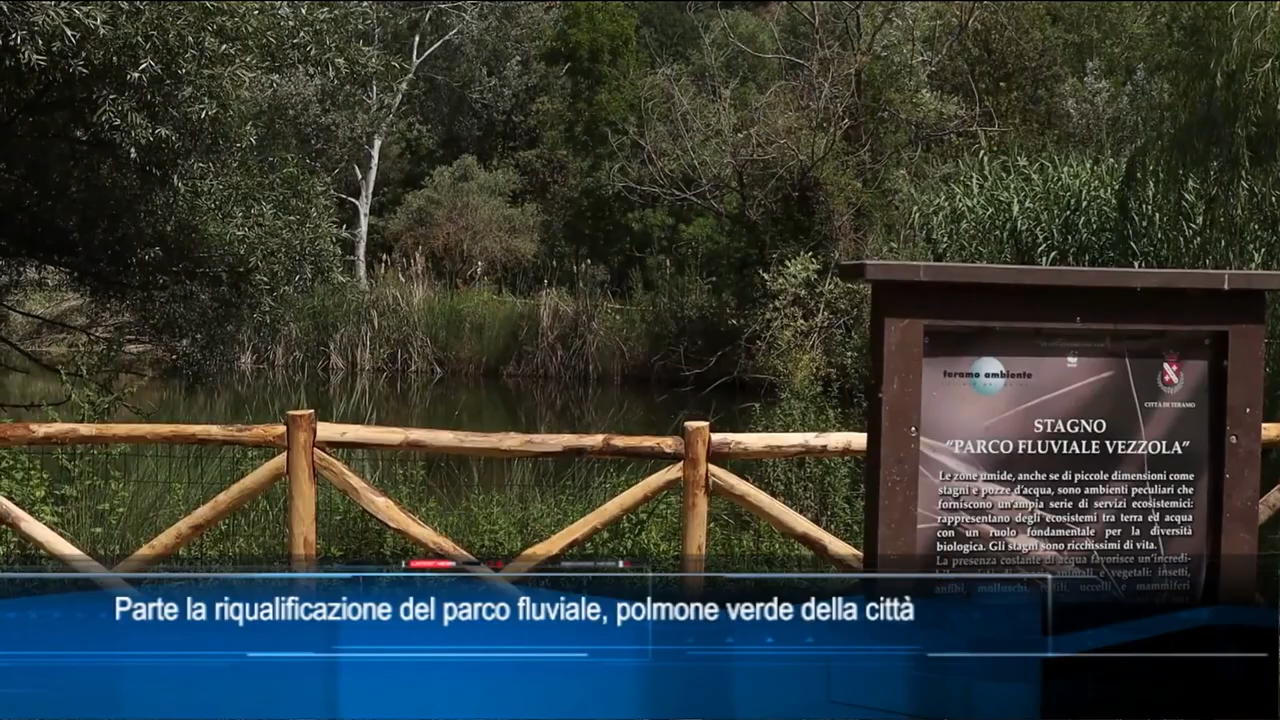 teramo ambiente
CITTÀ DI TERAMO
STAGNO
"PARCO FLUVIALE VEZZOLA"
Le zone umide, anche se di piccole dimensioni come
stagni e pozze d'acqua, sono ambienti peculiari che
forniscono un'ampia serie di servizi ecosistemici:
rappresentano degli ecosistemi tra terra ed acqua
con un ruolo fondamentale per la diversità
biologica. Gli stagni sono ricchissimi di vita.
La presenza costante di acqua favorisce un'incredi-
animali e vegetali: insetti,
anfibi, molluschi, rettili, uccelli e mammiferi
LATEST NEWS
Parte la riqualificazione del parco fluviale, polmone verde della città